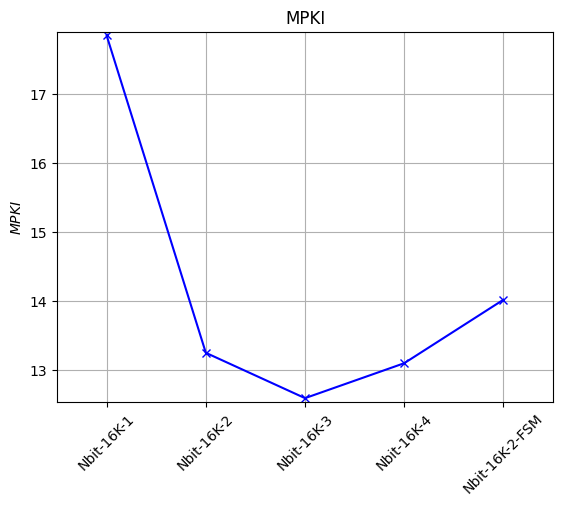 MPKI
17
16
15
14
13
MPKI
Nbit-16K-1
Nbit-16K-2
Nbit-16K-3
Nbit-16K-4
Nbit-16K-2-FSM